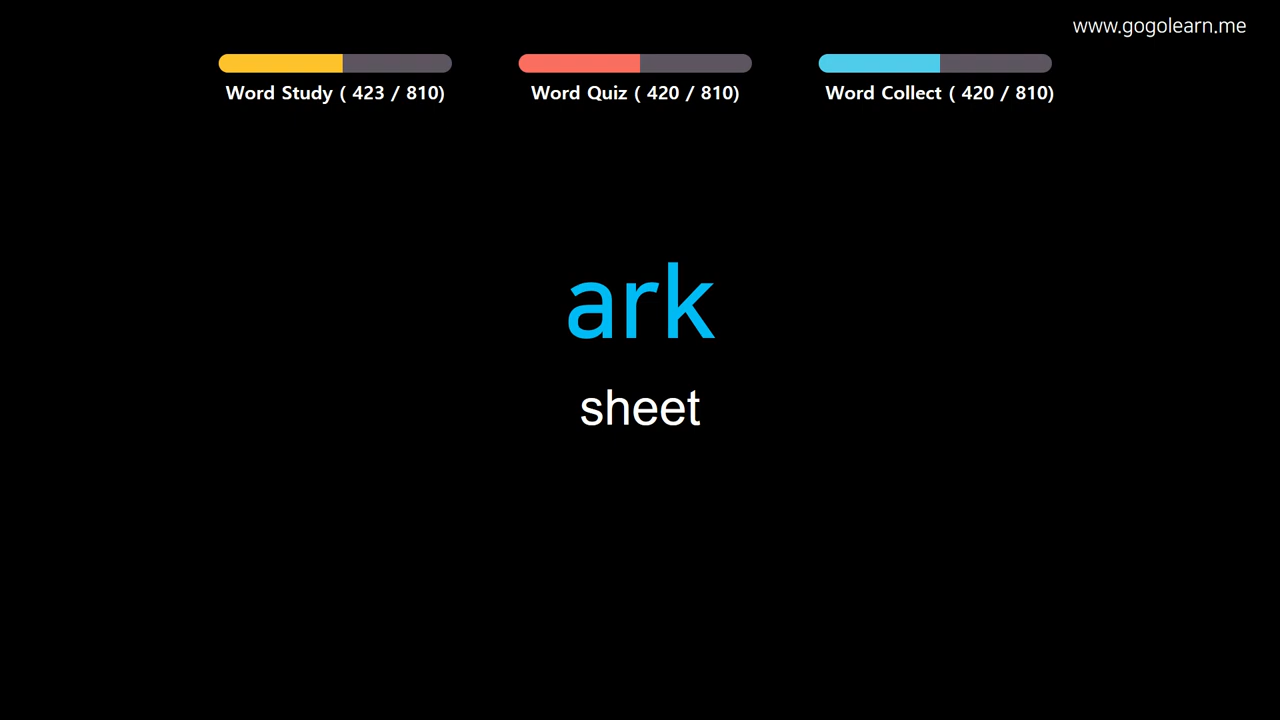 www.gogolearn.me
Word Study ( 423 / 810)
Word Quiz ( 420 / 810)
Word Collect ( 420 / 810)
ark
sheet